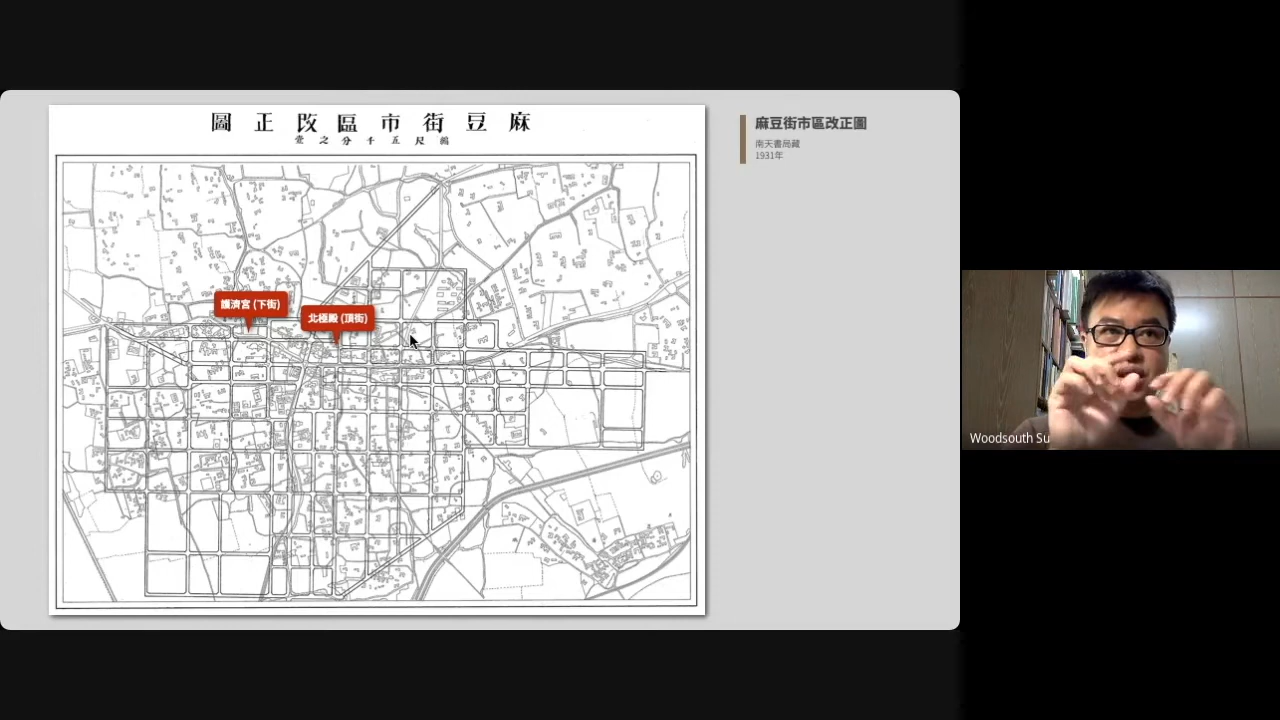 圖正改區市街豆麻
壹之分千五尺縮
護濟宮 (下街)
北極殿 (頂街)
麻豆街市區改正圖
南天書局藏
1931年
Woodsouth Su